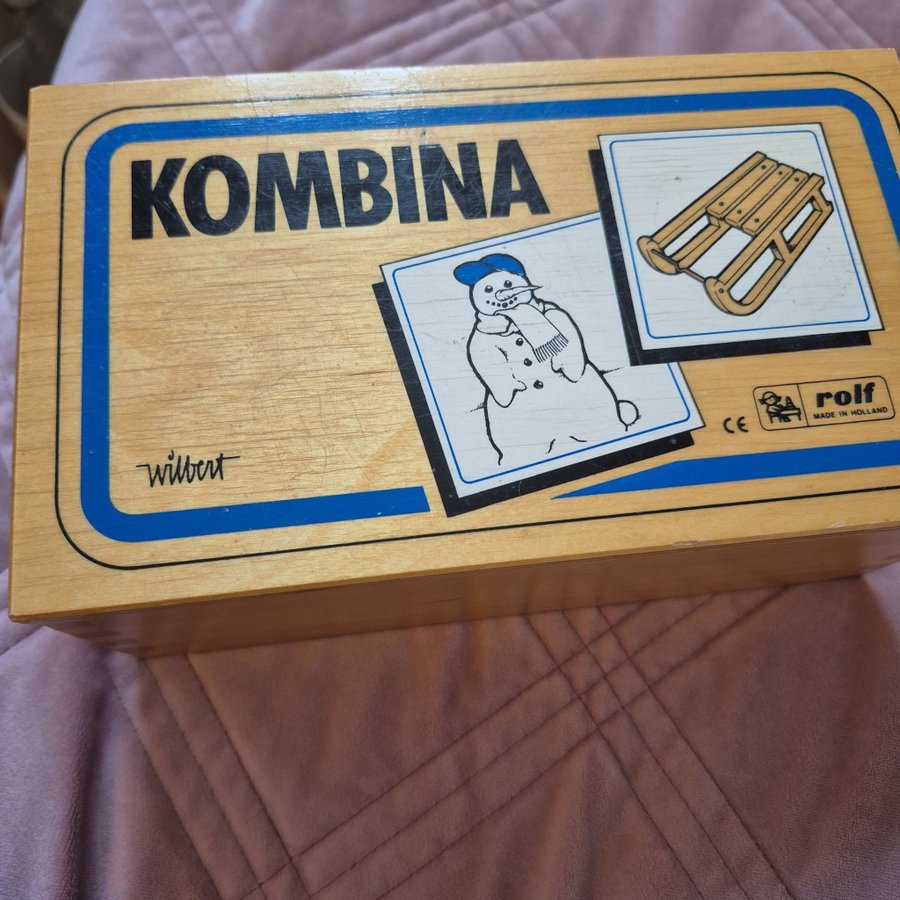 KOMBINA
wilbert
CE
rolf
MADE IN HOLLAND